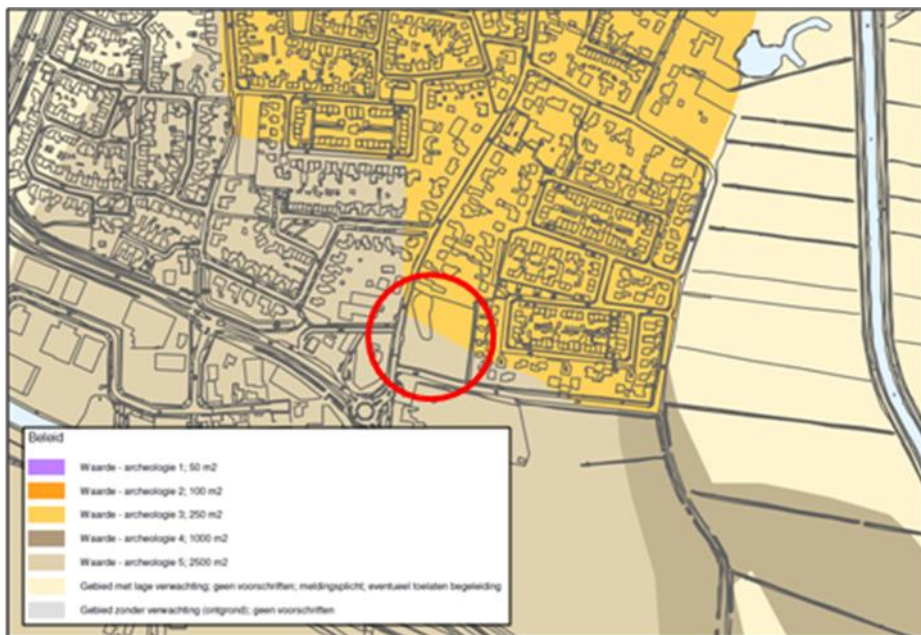 Beleid
Waarde - archeologie 1; 50 m2
Waarde - archeologie 2; 100 m2
Waarde - archeologie 3; 250 m2
Waarde - archeologie 4; 1000 m2
Waarde - archeologie 5; 2500 m2
Gebied met lage verwachting; geen voorschriften; meldingsplicht; eventueel toelaten begeleiding
Gebied zonder verwachting (ontgrond); geen voorschriften